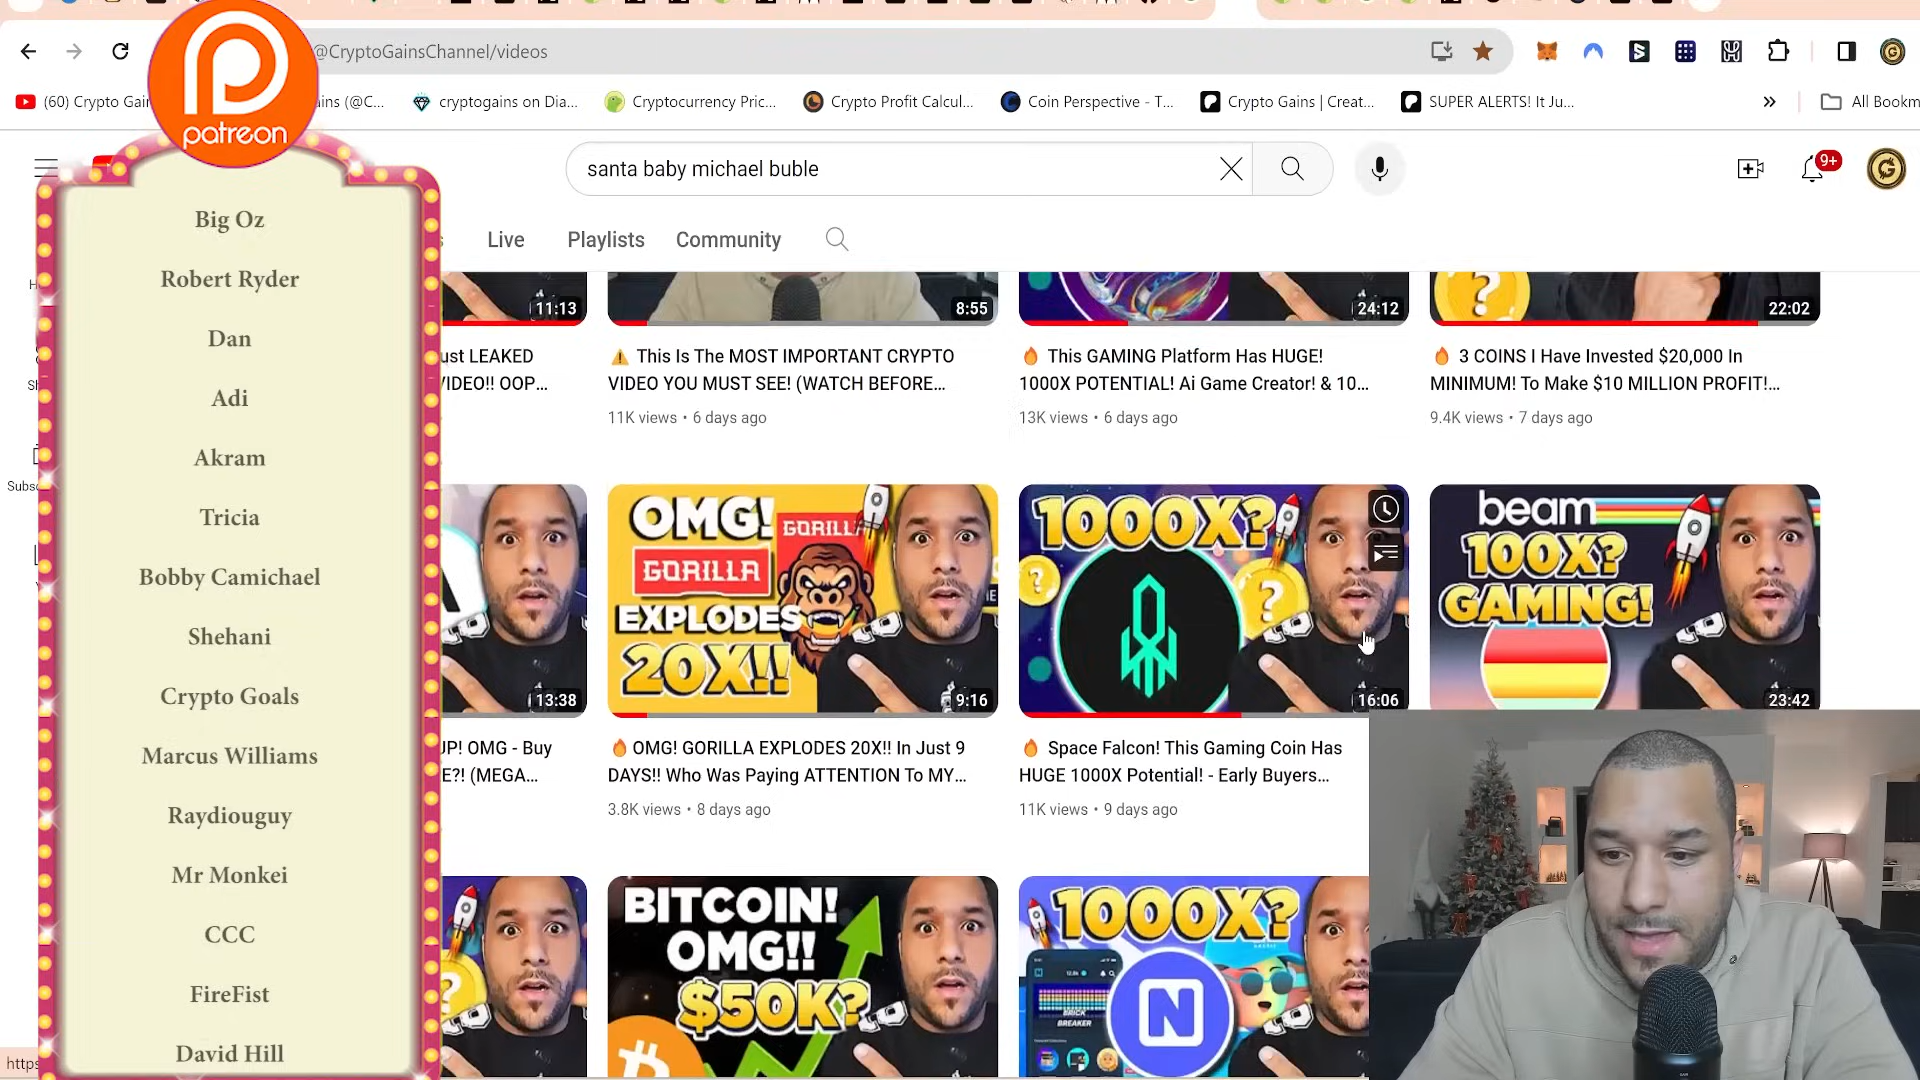 @CryptoGainsChannel/videos
(60) Crypto Gai
ins (@C...
cryptogains on Dia...
Cryptocurrency Pric...
Crypto Profit Calcul...
Coin Perspective - T...
Crypto Gains | Creat...
SUPER ALERTS! It Ju...
All Bookm
patreon
santa baby michael buble
9+
Live
Playlists
Community
Big Oz
Robert Ryder
Dan
Adi
Akram
Tricia
Bobby Camichael
Shehani
Crypto Goals
Marcus Williams
Raydiouguy
Mr Monkei
CCC
FireFist
David Hill
Subsc
http
11:13
8:55
24:12
22:02
ust LEAKED
IDEO!! OOP...
⚠️ This Is The MOST IMPORTANT CRYPTO
VIDEO YOU MUST SEE! (WATCH BEFORE...
11K views • 6 days ago
🔥 This GAMING Platform Has HUGE!
1000X POTENTIAL! Ai Game Creator! & 10...
13K views • 6 days ago
🔥 3 COINS I Have Invested $20,000 In
MINIMUM! To Make $10 MILLION PROFIT!...
9.4K views • 7 days ago
13:38
OMG!
GORILLA
GORILLA
EXPLODES
20X!!
9:16
1000X?
16:06
beam
100X?
GAMING!
23:42
UP! OMG - Buy
E?! (MEGA...
🔥OMG! GORILLA EXPLODES 20X!! In Just 9
DAYS!! Who Was Paying ATTENTION To MY...
3.8K views • 8 days ago
🔥 Space Falcon! This Gaming Coin Has
HUGE 1000X Potential! - Early Buyers...
11K views • 9 days ago
BITCOIN!
OMG!!
$50K?
1000X?
N
BRICK
BREAKER